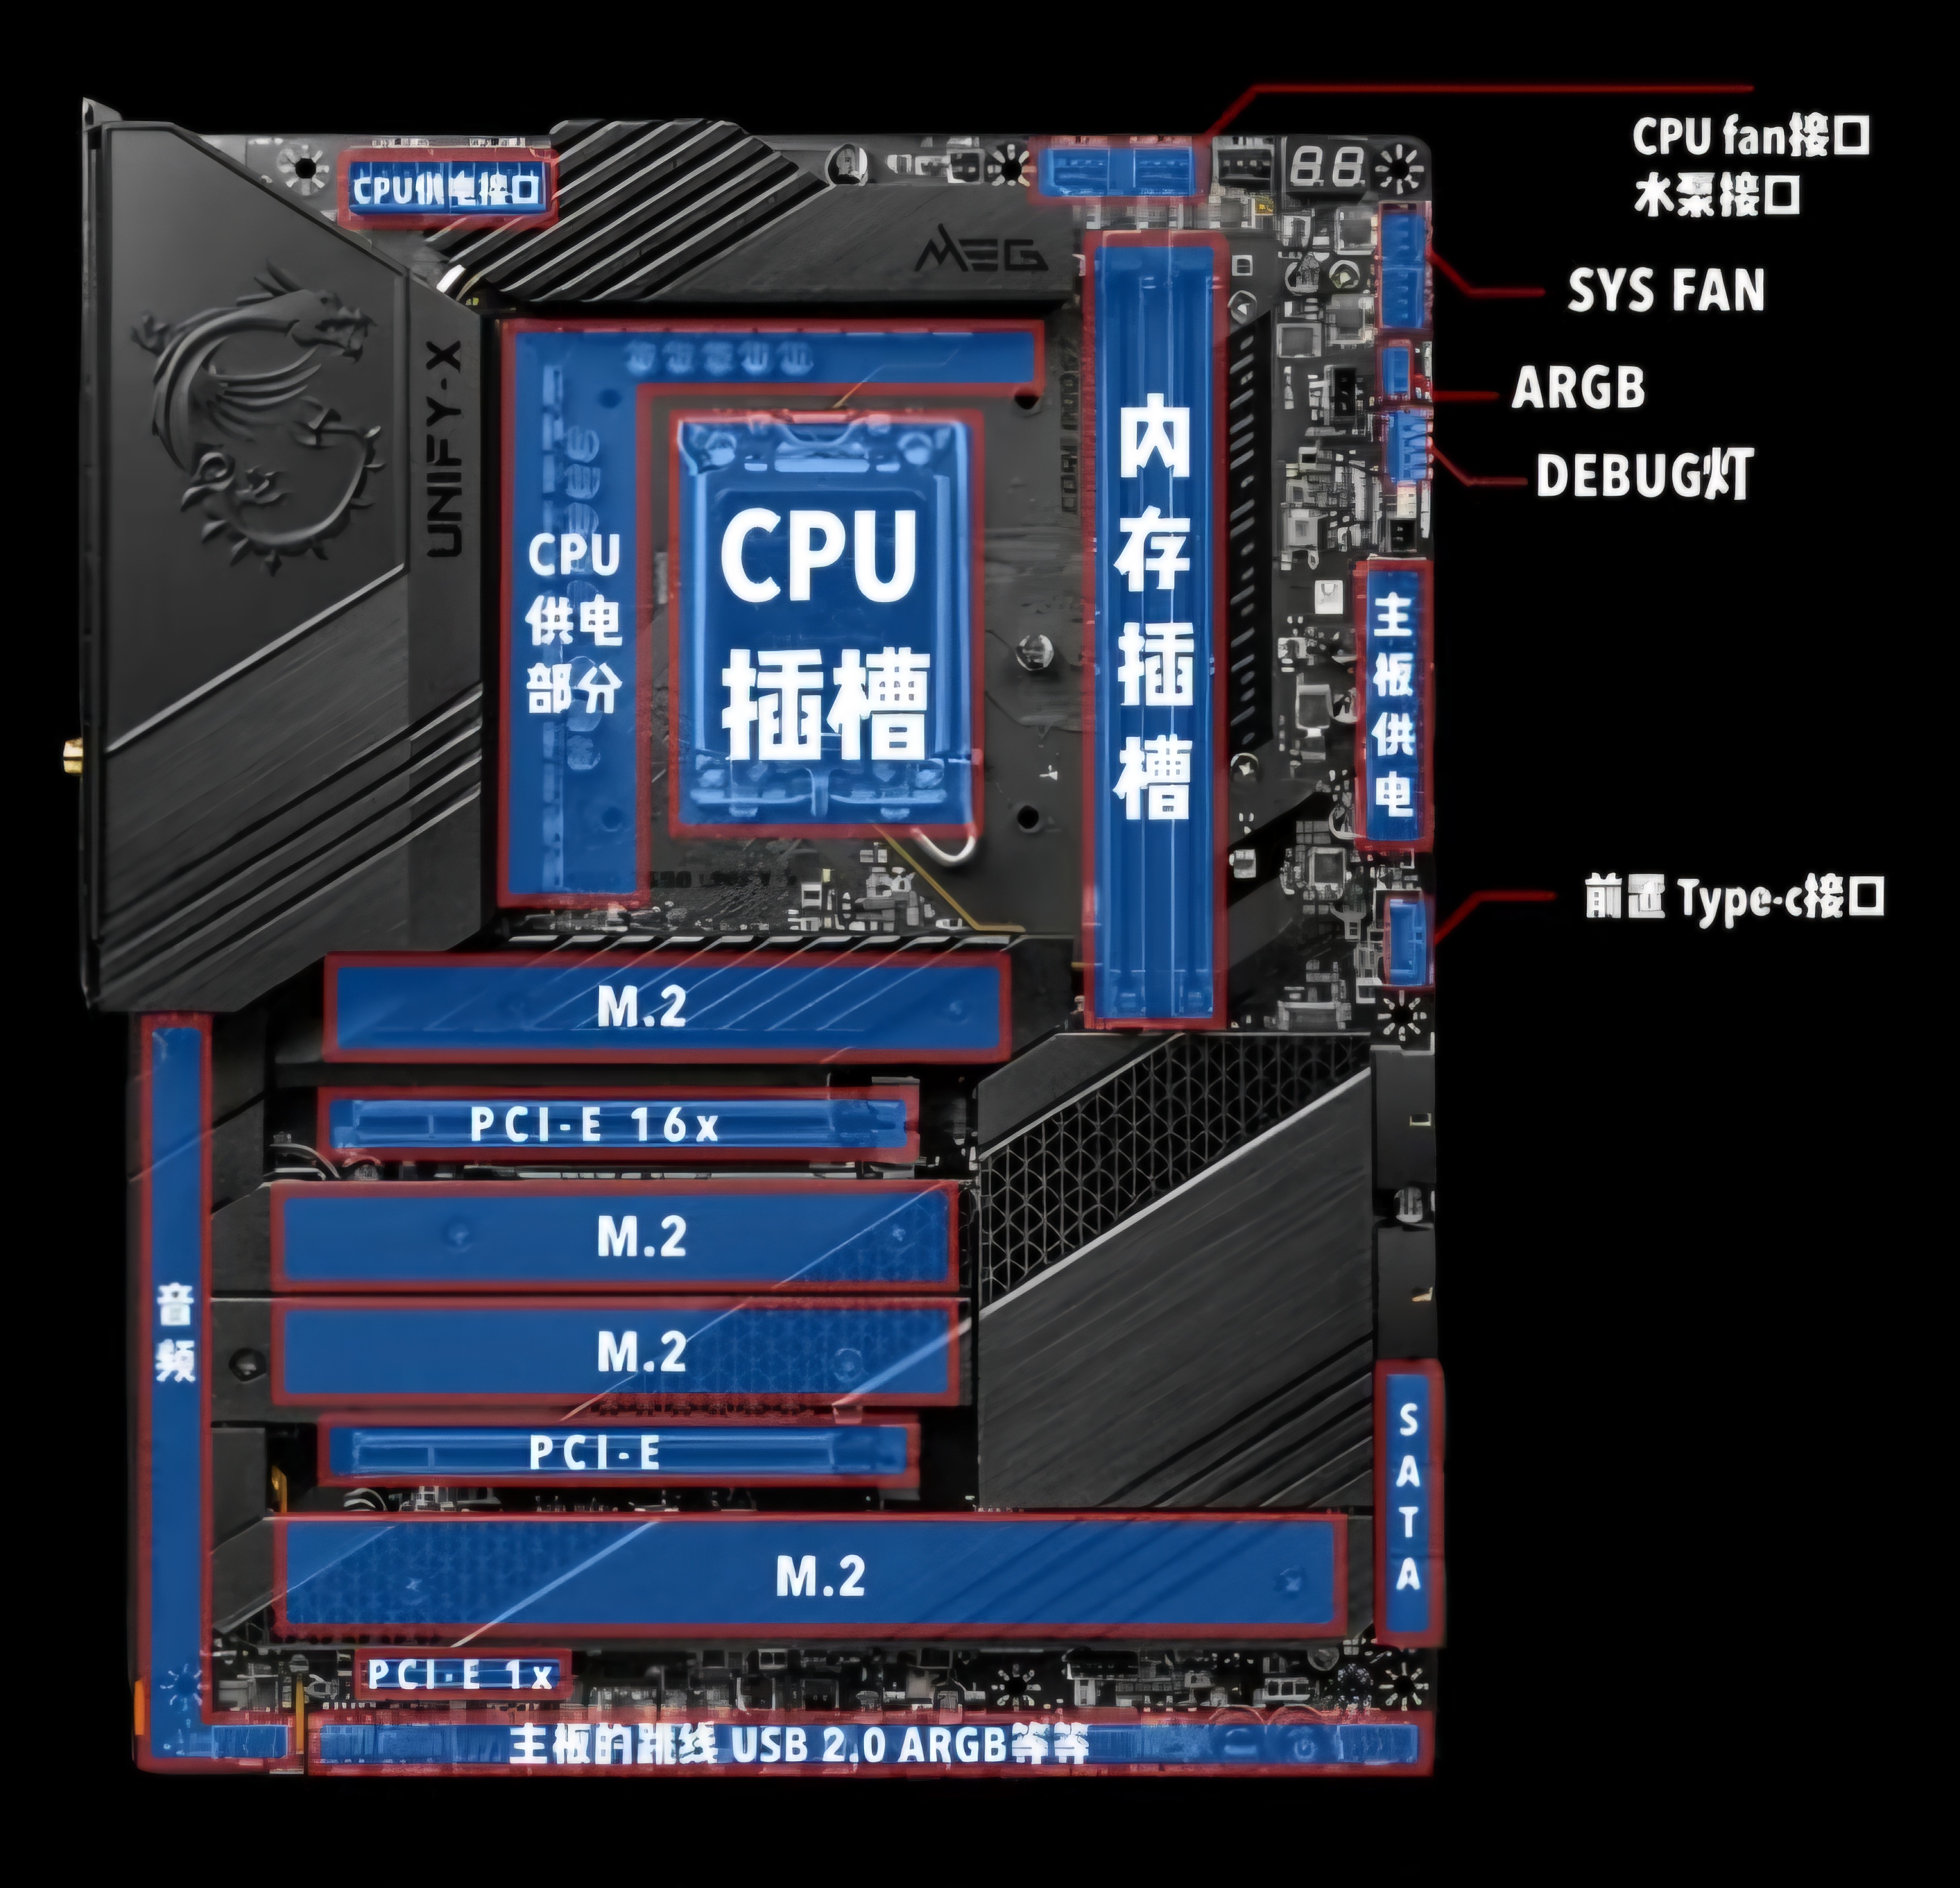 CPU fan接口
水泵接口
CPU供电接口
88
MEG
SYS FAN
UNIFY-X
ARGB
DEBUG灯
内存插槽
CPU
插槽
CPU
供电
部分
主板供电
前置 Type-c接口
M.2
PCI-E 16x
M.2
音频
M.2
SATA
PCI-E
M.2
PCI-E 1x
主板的跳线 USB 2.0 ARGB等等